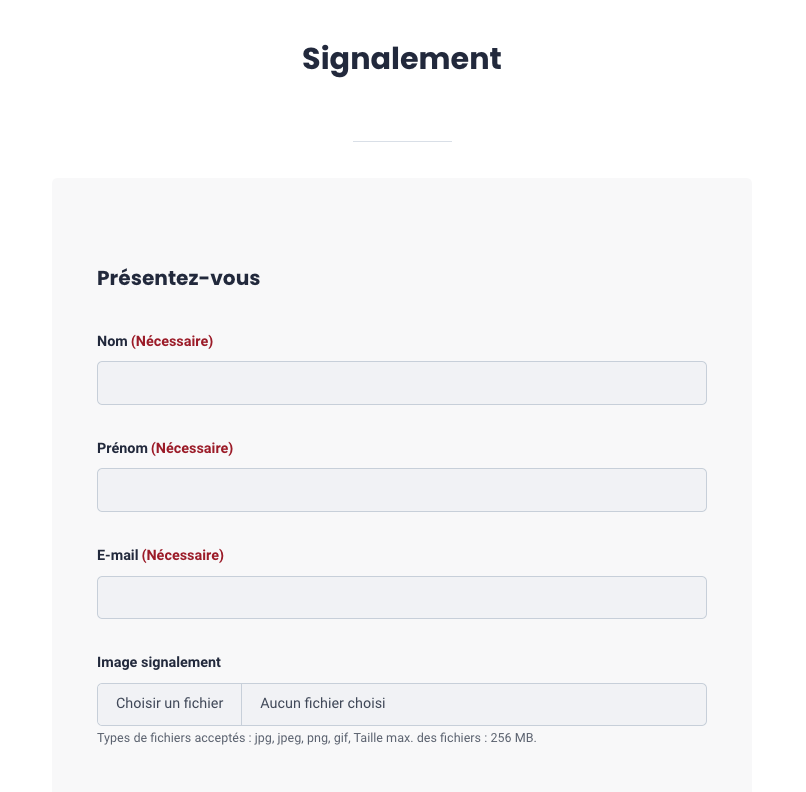 Signalement
Présentez-vous
Nom (Nécessaire)
Prénom (Nécessaire)
E-mail (Nécessaire)
Image signalement
Choisir un fichier Aucun fichier choisi
Types de fichiers acceptés : jpg, jpeg, png, gif, Taille max. des fichiers : 256 MB.